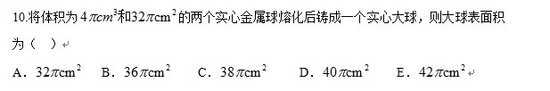 10.将体积为4πcm³和32πcm²的两个实心金属球熔化后铸成一个实心大球，则大球表面积
为（　）↵
A．32πcm²　B．36πcm²　C．38πcm²　D．40πcm²　E．42πcm²↵